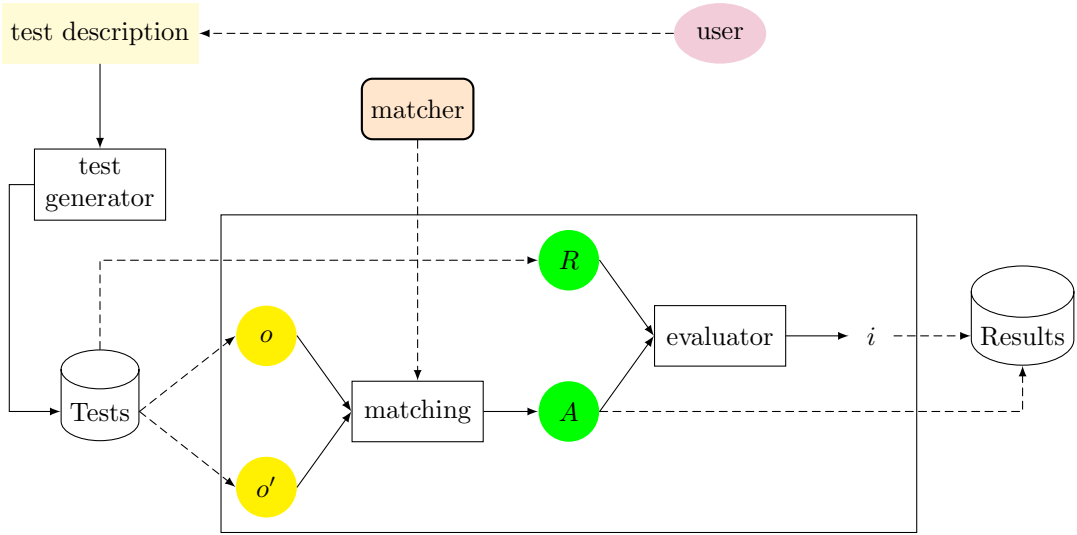 test description
user
matcher
test
generator
R
o
evaluator
i
Results
Tests
matching
A
o′